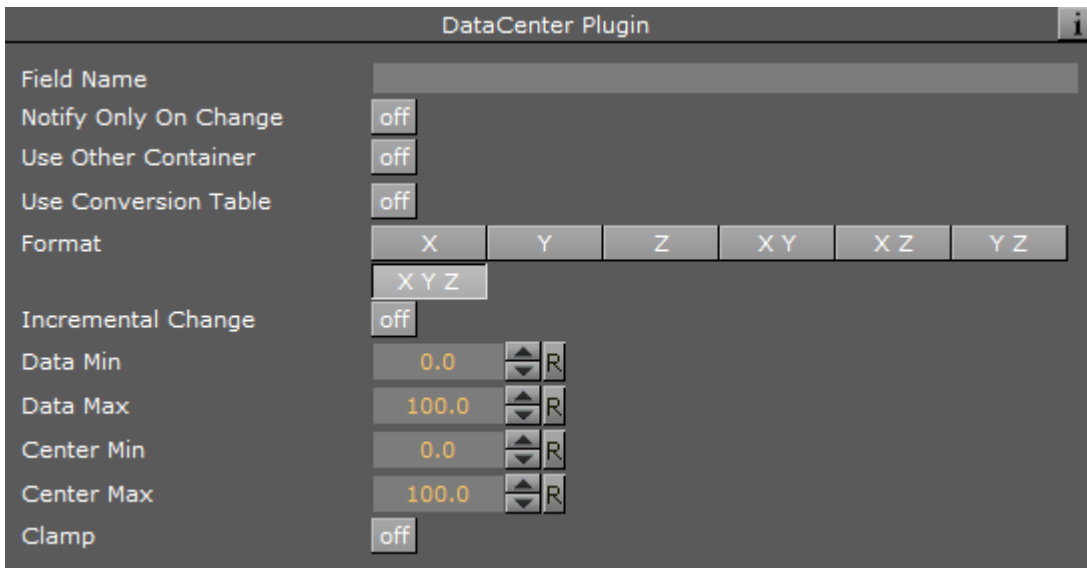 DataCenter Plugin i
Field Name
Notify Only On Change off
Use Other Container off
Use Conversion Table off
Format X Y Z X Y X Z Y Z
X Y Z
Incremental Change off
Data Min 0.0 R
Data Max 100.0 R
Center Min 0.0 R
Center Max 100.0 R
Clamp off